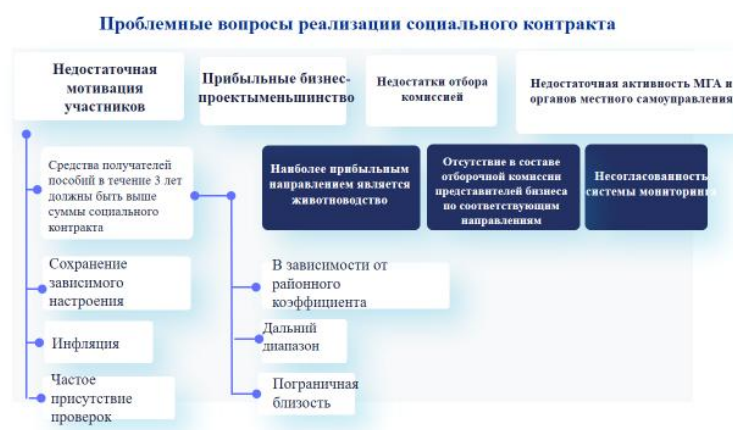 Проблемные вопросы реализации социального контракта
Недостаточная
мотивация
участников
Прибыльные бизнес-
проектыменьшинство
Недостатки отбора
комиссией
Недостаточная активность МГА и
органов местного самоуправления
Средства получателей
пособий в течение 3 лет
должны быть выше
суммы социального
контракта
Наиболее прибыльным
направлением является
животноводство
Отсутствие в составе
отборочной комиссии
представителей бизнеса
по соответствующим
направлениям
Несогласованность
системы мониторинга
Сохранение
зависимого
настроения
В зависимости от
районного
коэффициента
Инфляция
Дальний
диапазон
Частое
присутствие
проверок
Пограничная
близость